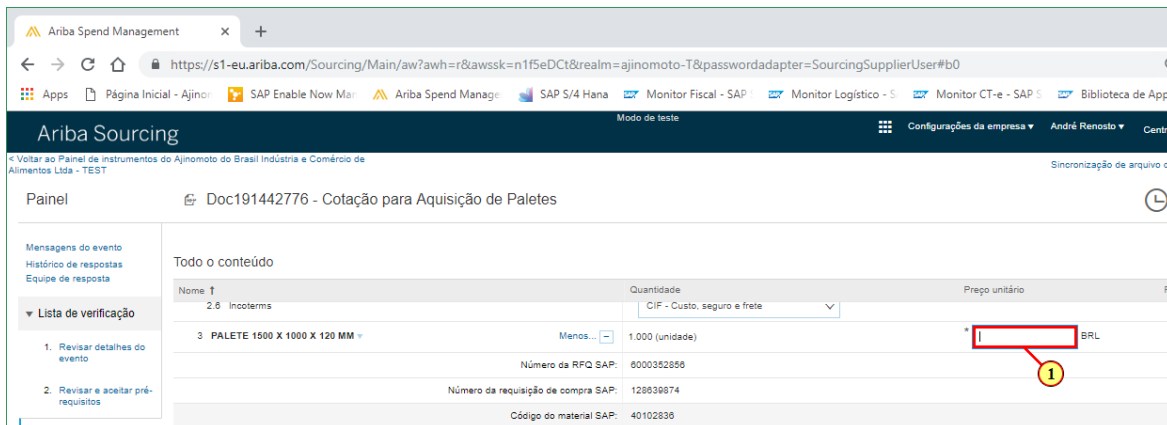 Ariba Spend Management
https://s1-eu.ariba.com/Sourcing/Main/aw?awh=r&awssk=n1f5eDCt&realm=ajinomoto-T&passwordadapter=SourcingSupplierUser#b0
Apps Página Inicial - Ajinor SAP Enable Now Man Ariba Spend Manage SAP S/4 Hana Monitor Fiscal - SAP Monitor Logístico - S Monitor CT-e - SAP S Biblioteca de App
Ariba Sourcing
Modo de teste
Configurações da empresa André Renosto Centr
< Voltar ao Painel de instrumentos do Ajinomoto do Brasil Indústria e Comércio de
Alimentos Ltda - TEST
Sincronização de arquivo d
Painel
Doc191442776 - Cotação para Aquisição de Paletes
Mensagens do evento
Histórico de respostas
Equipe de resposta
Lista de verificação
1. Revisar detalhes do
evento
2. Revisar e aceitar pré-
requisitos
Todo o conteúdo
Nome ↑ Quantidade Preço unitário
2.6 Incoterms CIF - Custo, seguro e frete
3 PALETE 1500 X 1000 X 120 MM Menos... 1.000 (unidade) * BRL
1
Número da RFQ SAP: 6000352856
Número da requisição de compra SAP: 128639874
Código do material SAP: 40102836